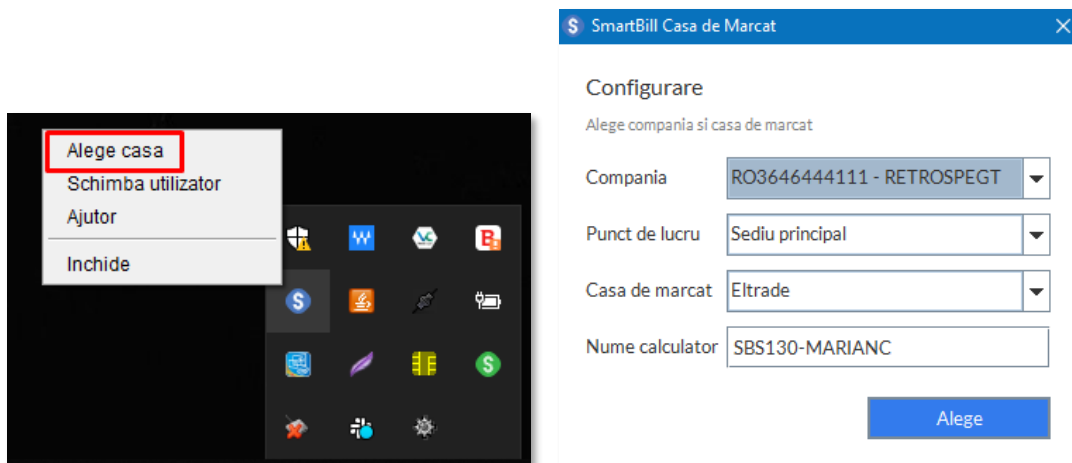 Alege casa
Schimba utilizator
Ajutor
Inchide
SmartBill Casa de Marcat
Configurare
Alege compania si casa de marcat
Compania RO3646444111 - RETROSPEGT
Punct de lucru Sediu principal
Casa de marcat Eltrade
Nume calculator SBS130-MARIANC
Alege